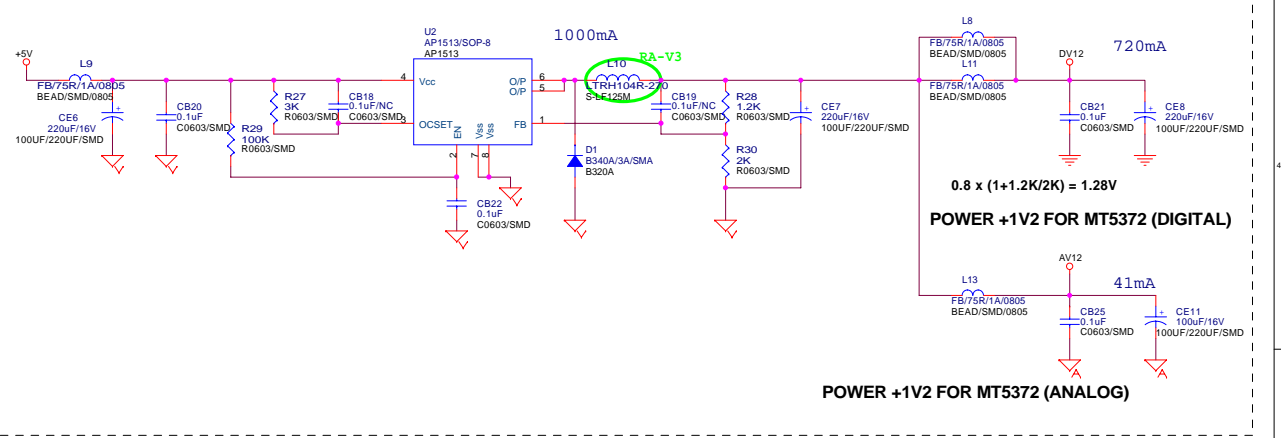 +5V
L9
FB/75R/1A/0805
BEAD/SMD/0805
CE6
220uF/16V
100UF/220UF/SMD
CB20
0.1uF
C0603/SMD
R29
100K
R0603/SMD
R27
3K
R0603/SMD
CB18
0.1uF/NC
C0603/SMD
U2
AP1513/SOP-8
AP1513
4
Vcc
3
OCSET
EN
Vss
Vss
2
7
8
O/P
O/P
6
5
FB
1
CB22
0.1uF
C0603/SMD
1000mA
RA-V3
L10
LTRH104R-270
S-LF125M
D1
B340A/3A/SMA
B320A
CB19
0.1uF/NC
C0603/SMD
R28
1.2K
R0603/SMD
R30
2K
R0603/SMD
CE7
220uF/16V
100UF/220UF/SMD
L8
FB/75R/1A/0805
BEAD/SMD/0805
L11
FB/75R/1A/0805
BEAD/SMD/0805
DV12
720mA
CB21
0.1uF
C0603/SMD
CE8
220uF/16V
100UF/220UF/SMD
0.8 x (1+1.2K/2K) = 1.28V
POWER +1V2 FOR MT5372 (DIGITAL)
L13
FB/75R/1A/0805
BEAD/SMD/0805
AV12
41mA
CB25
0.1uF
C0603/SMD
CE11
100uF/16V
100UF/220UF/SMD
A
A
POWER +1V2 FOR MT5372 (ANALOG)
4